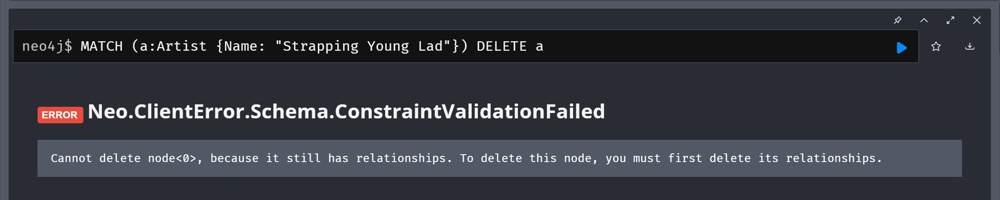 neo4j$ MATCH (a:Artist {Name: "Strapping Young Lad"}) DELETE a
ERROR Neo.ClientError.Schema.ConstraintValidationFailed
Cannot delete node<0>, because it still has relationships. To delete this node, you must first delete its relationships.